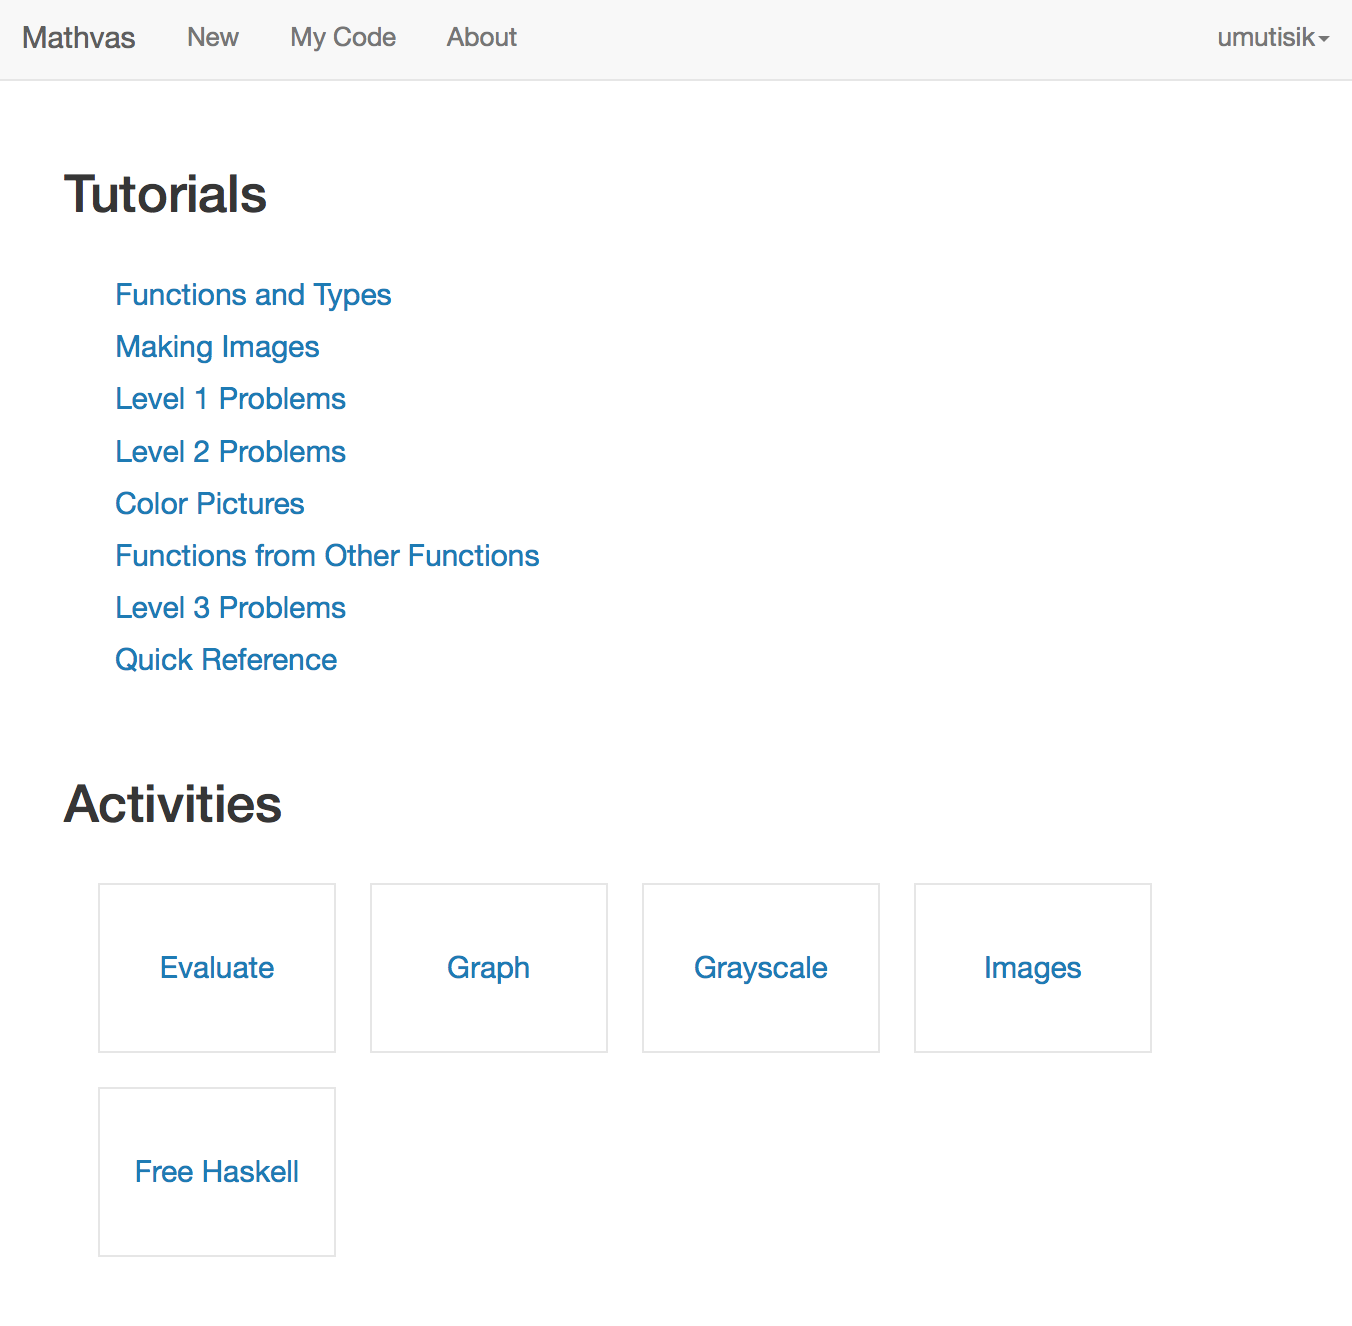 Mathvas New My Code About umutisik
Tutorials
Functions and Types
Making Images
Level 1 Problems
Level 2 Problems
Color Pictures
Functions from Other Functions
Level 3 Problems
Quick Reference
Activities
Evaluate Graph Grayscale Images
Free Haskell